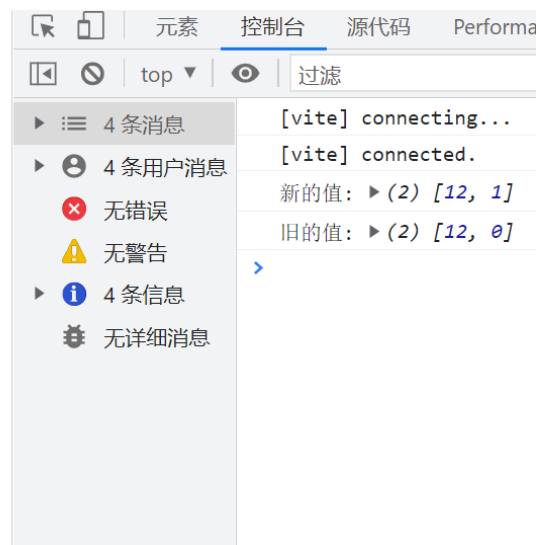 元素 控制台 源代码 Performa
top ▼ 过滤
4 条消息
4 条用户消息
无错误
无警告
4 条信息
无详细消息
[vite] connecting...
[vite] connected.
新的值: ▶(2) [12, 1]
旧的值: ▶(2) [12, 0]
>